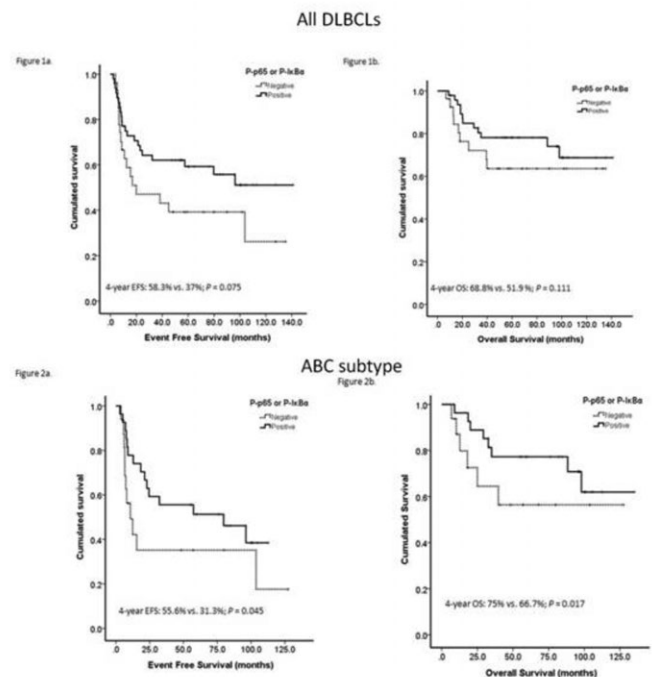 All DLBCLs
Figure 1a.
P-p65 or P-IκBα
Negative
Positive
Cumulated survival
1.0
0.8
0.6
0.4
0.2
0.0
4-year EFS: 58.3% vs. 37%; P = 0.075
.0 20.0 40.0 60.0 80.0 100.0 120.0 140.0
Event Free Survival (months)
Figure 1b.
P-p65 or P-IκBα
Negative
Positive
Cumulated survival
1.0
0.8
0.6
0.4
0.2
0.0
4-year OS: 68.8% vs. 51.9 %; P = 0.111
.0 20.0 40.0 60.0 80.0 100.0 120.0 140.0
Overall Survival (months)
ABC subtype
Figure 2a.
P-p65 or P-IκBα
Negative
Positive
Cumulated survival
1.0
0.8
0.6
0.4
0.2
0.0
4-year EFS: 55.6% vs. 31.3%; P = 0.045
.0 25.0 50.0 75.0 100.0 125.0
Event Free Survival (months)
Figure 2b.
P-p65 or P-IκBα
Negative
Positive
Cumulated survival
1.0
0.8
0.6
0.4
0.2
0.0
4-year OS: 75% vs. 66.7%; P = 0.017
.0 25.0 50.0 75.0 100.0 125.0
Overall Survival (months)